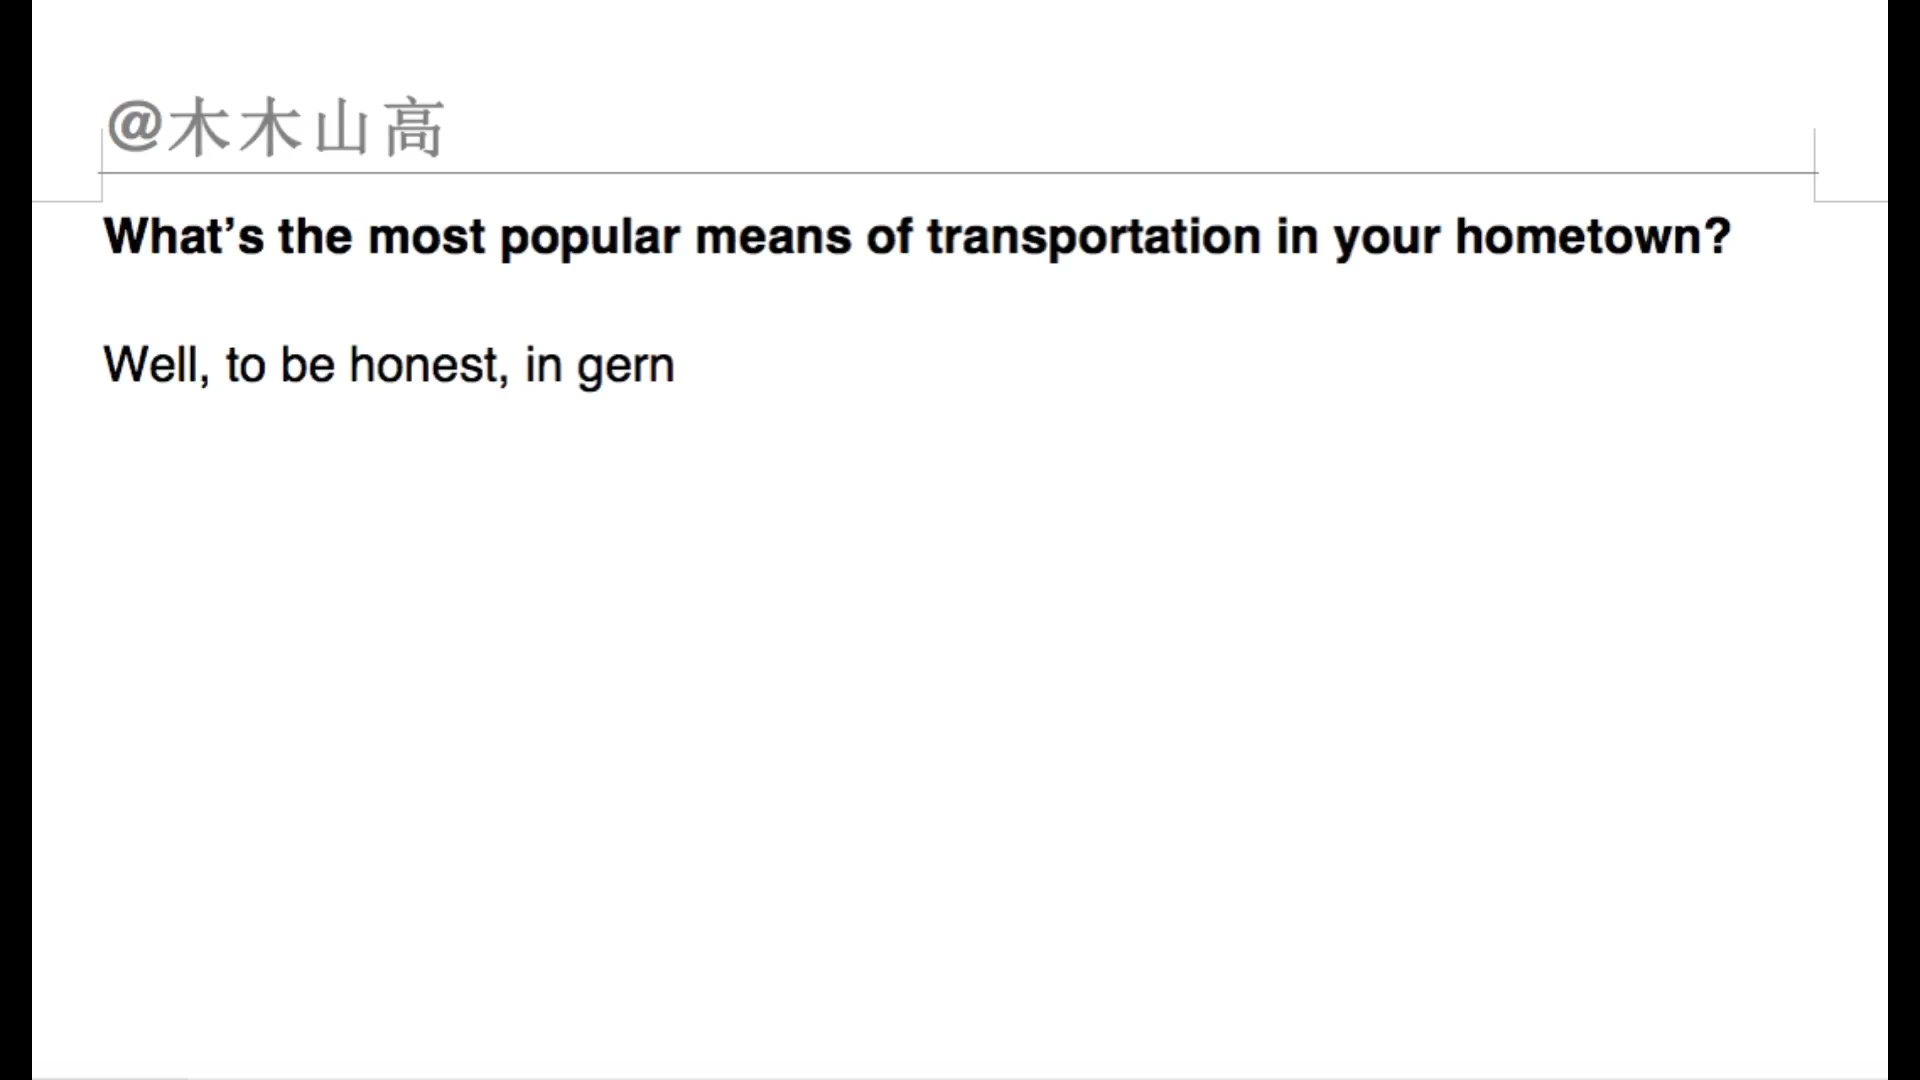 @木木山高
What’s the most popular means of transportation in your hometown?
Well, to be honest, in gern